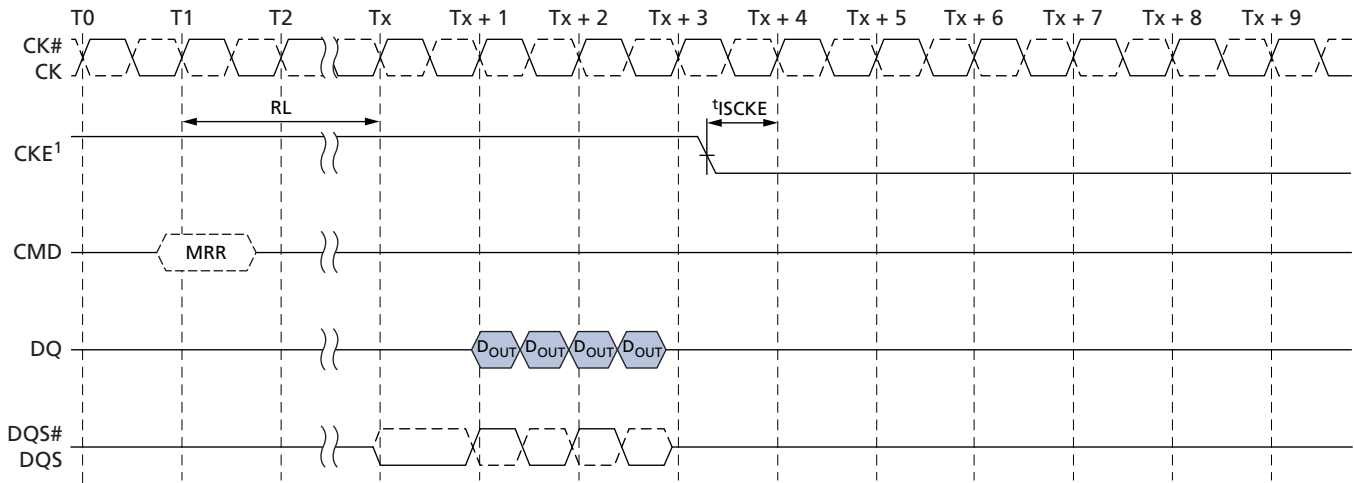 T0 T1 T2 Tx Tx + 1 Tx + 2 Tx + 3 Tx + 4 Tx + 5 Tx + 6 Tx + 7 Tx + 8 Tx + 9
CK#
CK
RL
tISCKE
CKE1
CMD MRR
DQ DOUT DOUT DOUT DOUT
DQS#
DQS